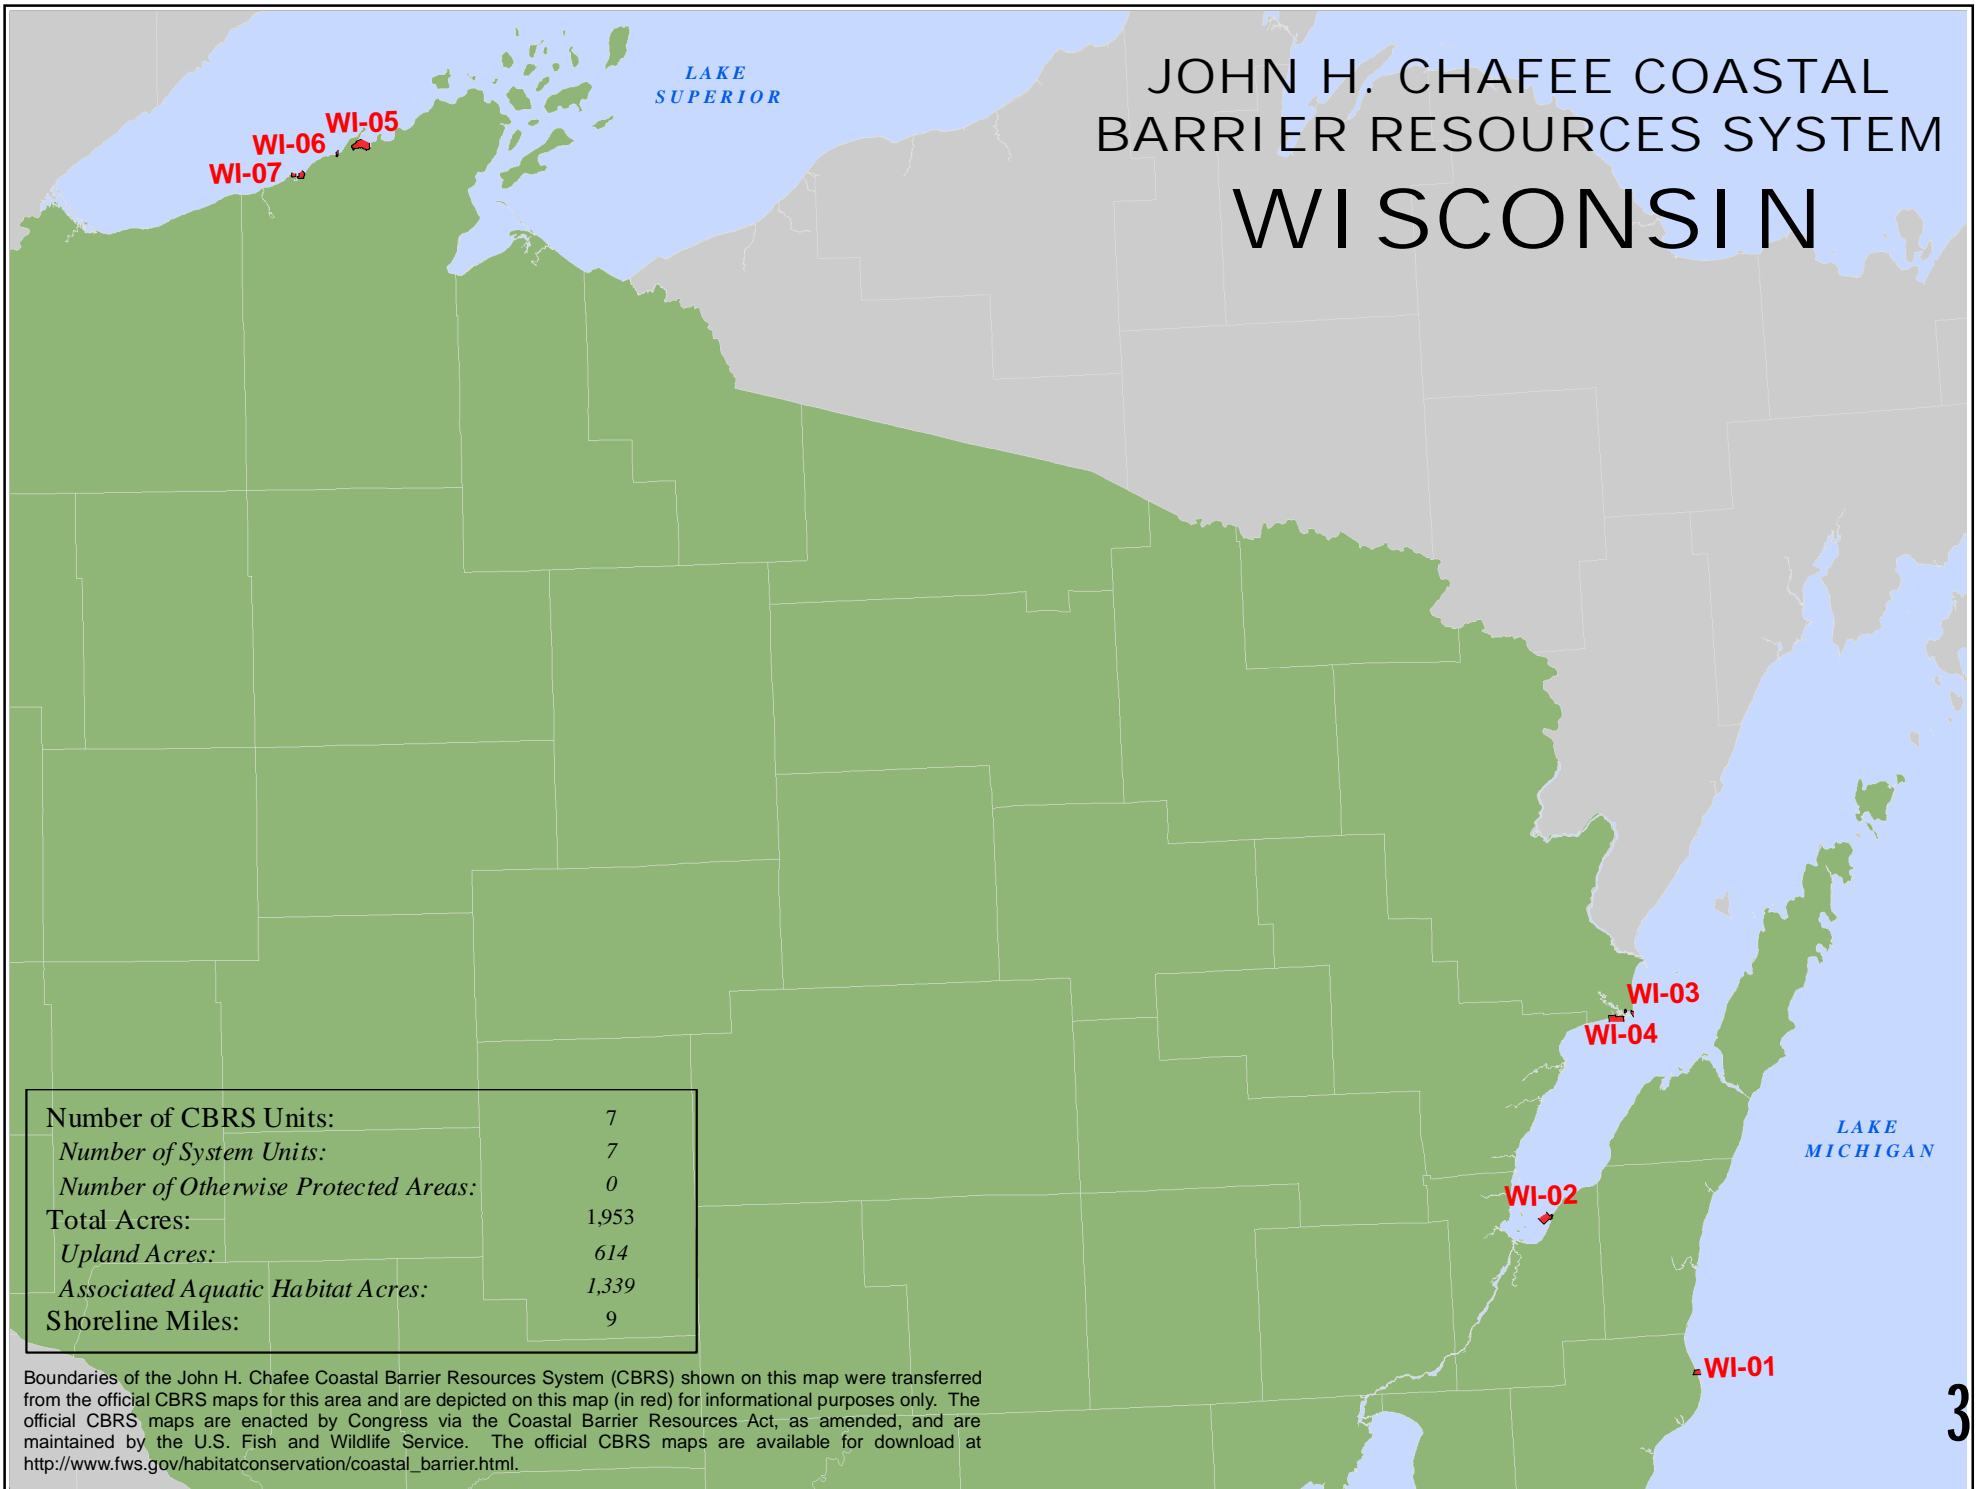 JOHN H. CHAFEE COASTAL
BARRIER RESOURCES SYSTEM
WISCONSIN
LAKE
SUPERIOR
WI-05
WI-06
WI-07
WI-03
WI-04
LAKE
MICHIGAN
WI-02
WI-01
Number of CBRS Units: 7
Number of System Units: 7
Number of Otherwise Protected Areas: 0
Total Acres: 1,953
Upland Acres: 614
Associated Aquatic Habitat Acres: 1,339
Shoreline Miles: 9
Boundaries of the John H. Chafee Coastal Barrier Resources System (CBRS) shown on this map were transferred
from the official CBRS maps for this area and are depicted on this map (in red) for informational purposes only. The
official CBRS maps are enacted by Congress via the Coastal Barrier Resources Act, as amended, and are
maintained by the U.S. Fish and Wildlife Service. The official CBRS maps are available for download at
http://www.fws.gov/habitatconservation/coastal_barrier.html.
3